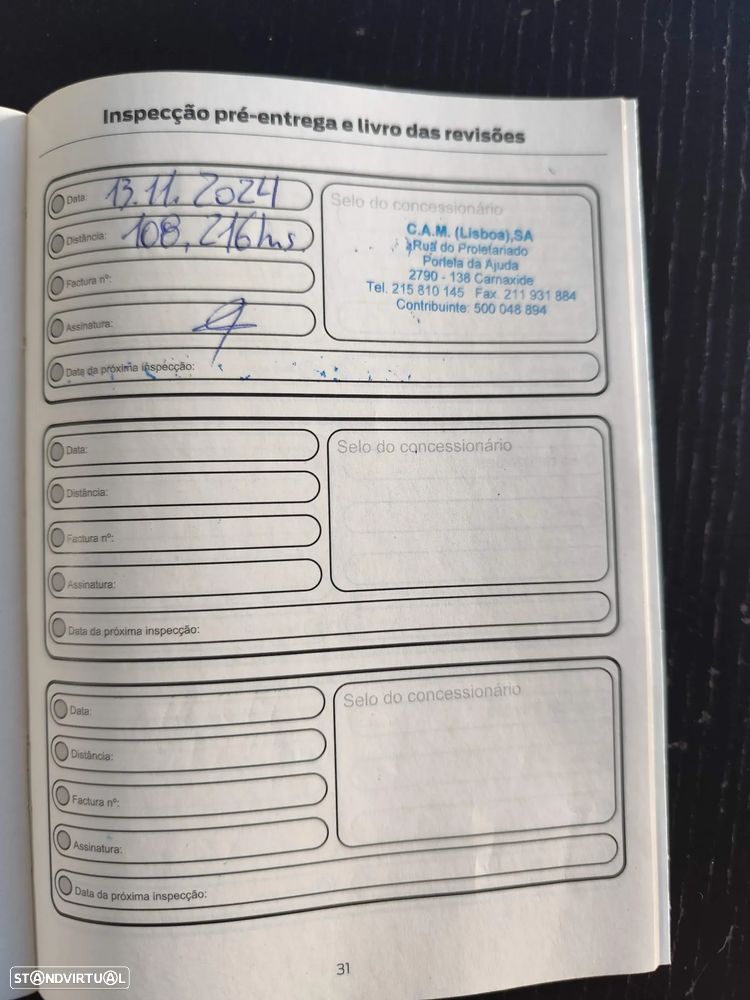 Inspecção pré-entrega e livro das revisões
Data: 13.11.2024
Distância: 108,216 kms
Factura nº:
Assinatura:
Data da próxima inspecção:
Selo do concessionário
C.A.M. (Lisboa),SA
Rua do Proletariado
Portela da Ajuda
2790 - 138 Carnaxide
Tel. 215 810 145 Fax. 211 931 884
Contribuinte: 500 048 894
Data:
Distância:
Factura nº:
Assinatura:
Data da próxima inspecção:
Selo do concessionário
Data:
Distância:
Factura nº:
Assinatura:
Data da próxima inspecção:
Selo do concessionário
31
STANDVIRTUAL